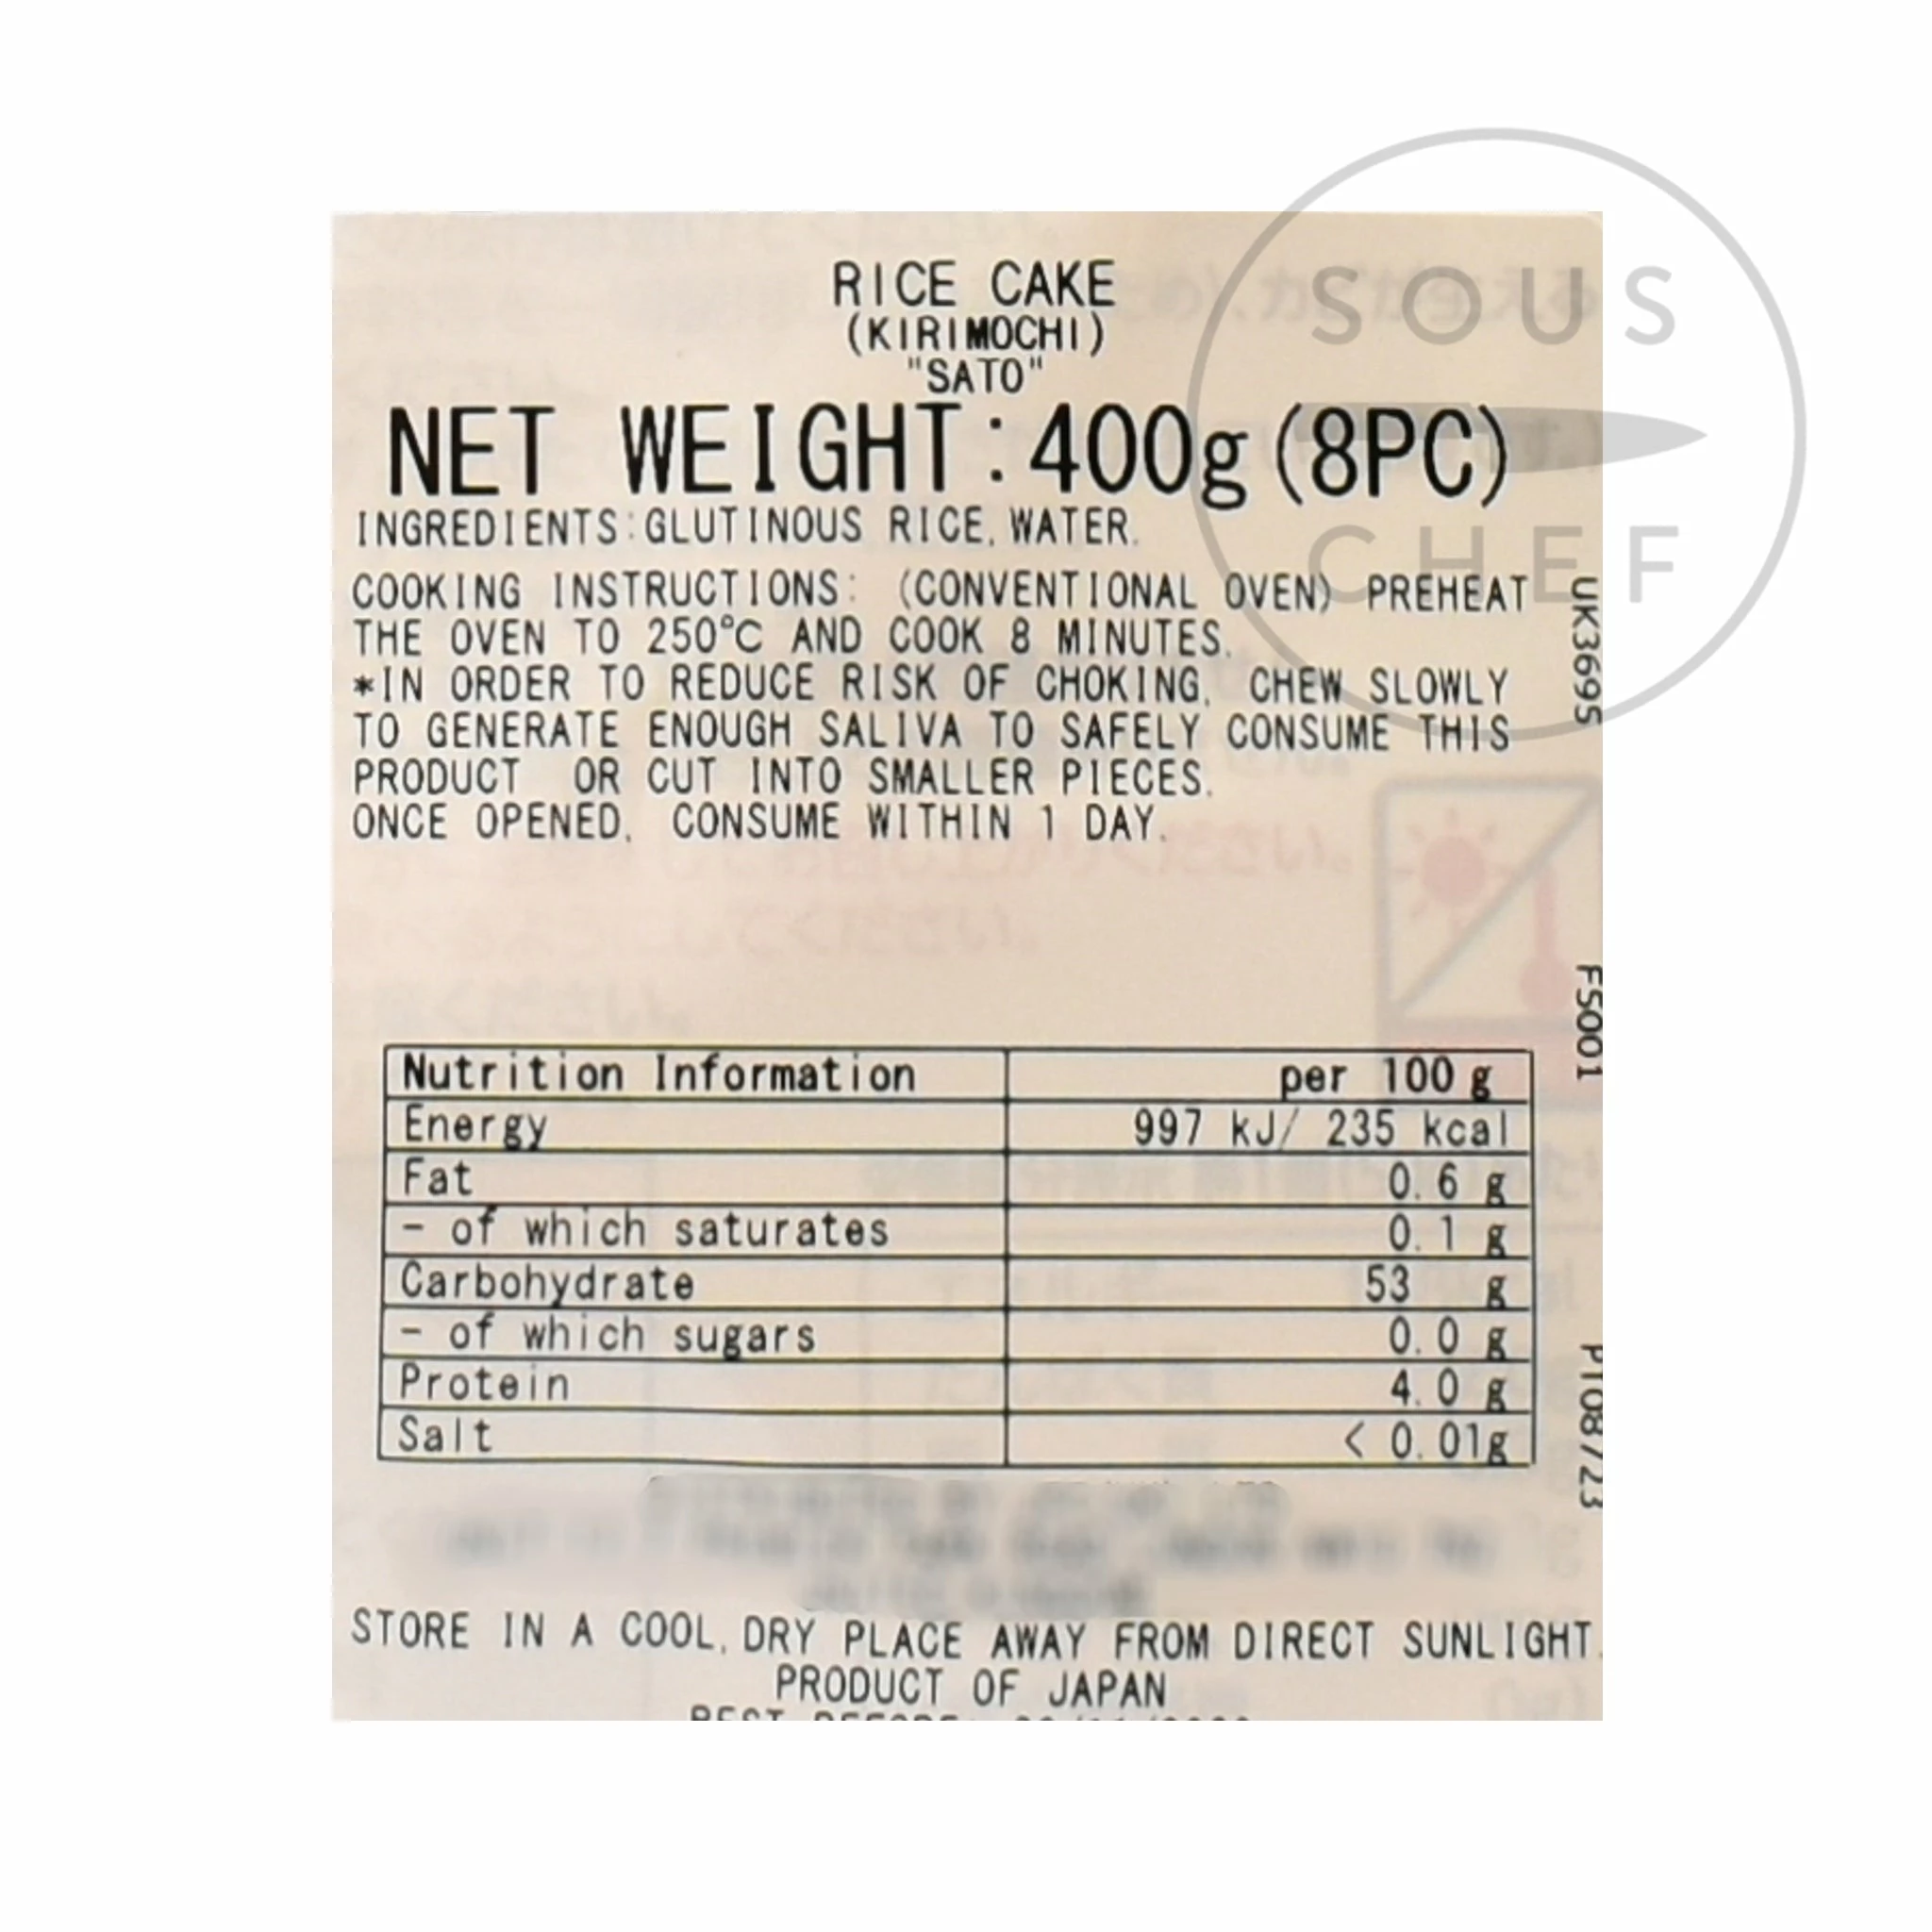 RICE CAKE
(KIRIMOCHI)
"SATO"
NET WEIGHT:400g(8PC)
INGREDIENTS:GLUTINOUS RICE,WATER.
COOKING INSTRUCTIONS: (CONVENTIONAL OVEN) PREHEAT
THE OVEN TO 250℃ AND COOK 8 MINUTES.
*IN ORDER TO REDUCE RISK OF CHOKING, CHEW SLOWLY
TO GENERATE ENOUGH SALIVA TO SAFELY CONSUME THIS
PRODUCT OR CUT INTO SMALLER PIECES.
ONCE OPENED, CONSUME WITHIN 1 DAY.
Nutrition Information per 100 g
Energy 997 kJ/ 235 kcal
Fat 0.6 g
- of which saturates 0.1 g
Carbohydrate 53 g
- of which sugars 0.0 g
Protein 4.0 g
Salt < 0.01g
STORE IN A COOL,DRY PLACE AWAY FROM DIRECT SUNLIGHT.
PRODUCT OF JAPAN
BEST BEFORE:
UK3695
FS001
PT08/23
SOUS
CHEF